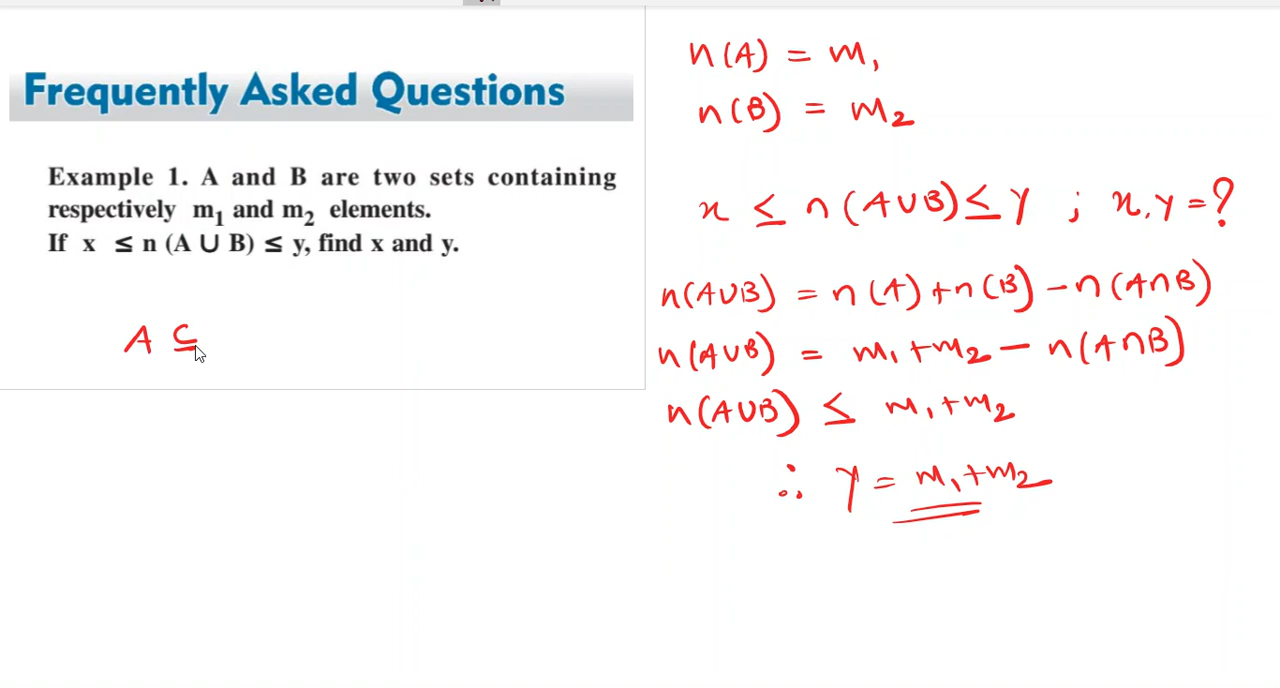 Frequently Asked Questions
Example 1. A and B are two sets containing
respectively m₁ and m₂ elements.
If x ≤ n (A ∪ B) ≤ y, find x and y.
A ⊆
n(A) = m₁
n(B) = m₂
x ≤ n(A∪B) ≤ y ; x, y = ?
n(A∪B) = n(A) + n(B) − n(A∩B)
n(A∪B) = m₁+m₂ − n(A∩B)
n(A∪B) ≤ m₁+m₂
∴ y = m₁+m₂